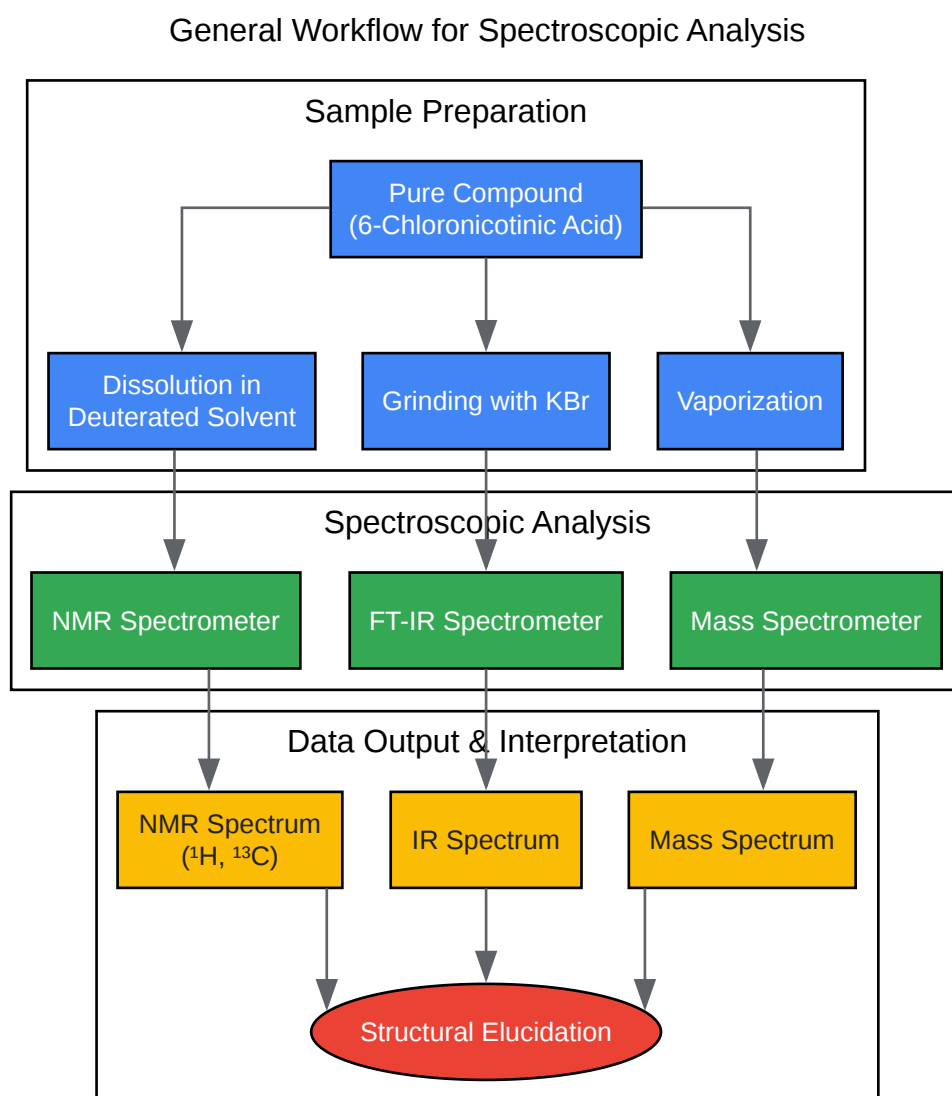 General Workflow for Spectroscopic Analysis
Sample Preparation
Pure Compound
(6-Chloronicotinic Acid)
Dissolution in
Deuterated Solvent
Grinding with KBr
Vaporization
Spectroscopic Analysis
NMR Spectrometer
FT-IR Spectrometer
Mass Spectrometer
Data Output & Interpretation
NMR Spectrum
(¹H, ¹³C)
IR Spectrum
Mass Spectrum
Structural Elucidation